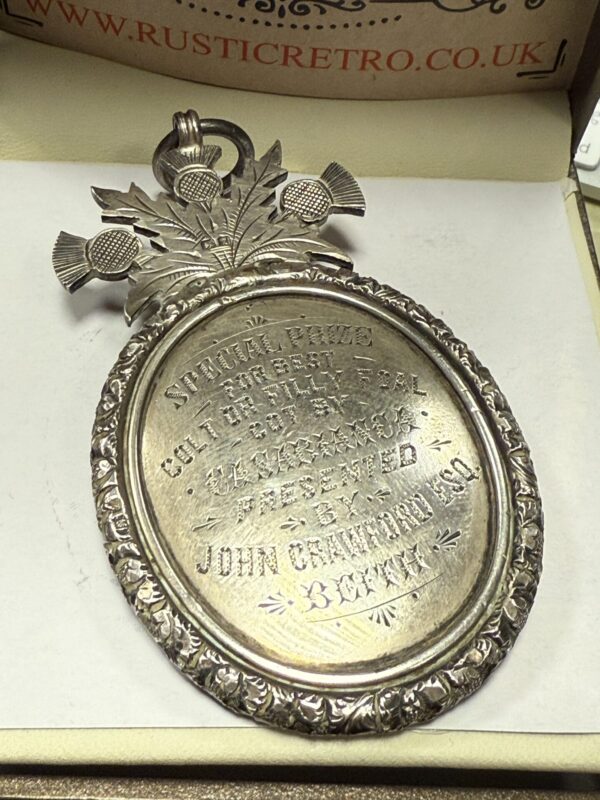 WWW.RUSTICRETRO.CO.UK
SPECIAL PRIZE
FOR BEST
COLT OR FILLY FOAL
GOT BY
CASABIANCA
PRESENTED
BY
JOHN CRAWFORD ESQ.
BEITH